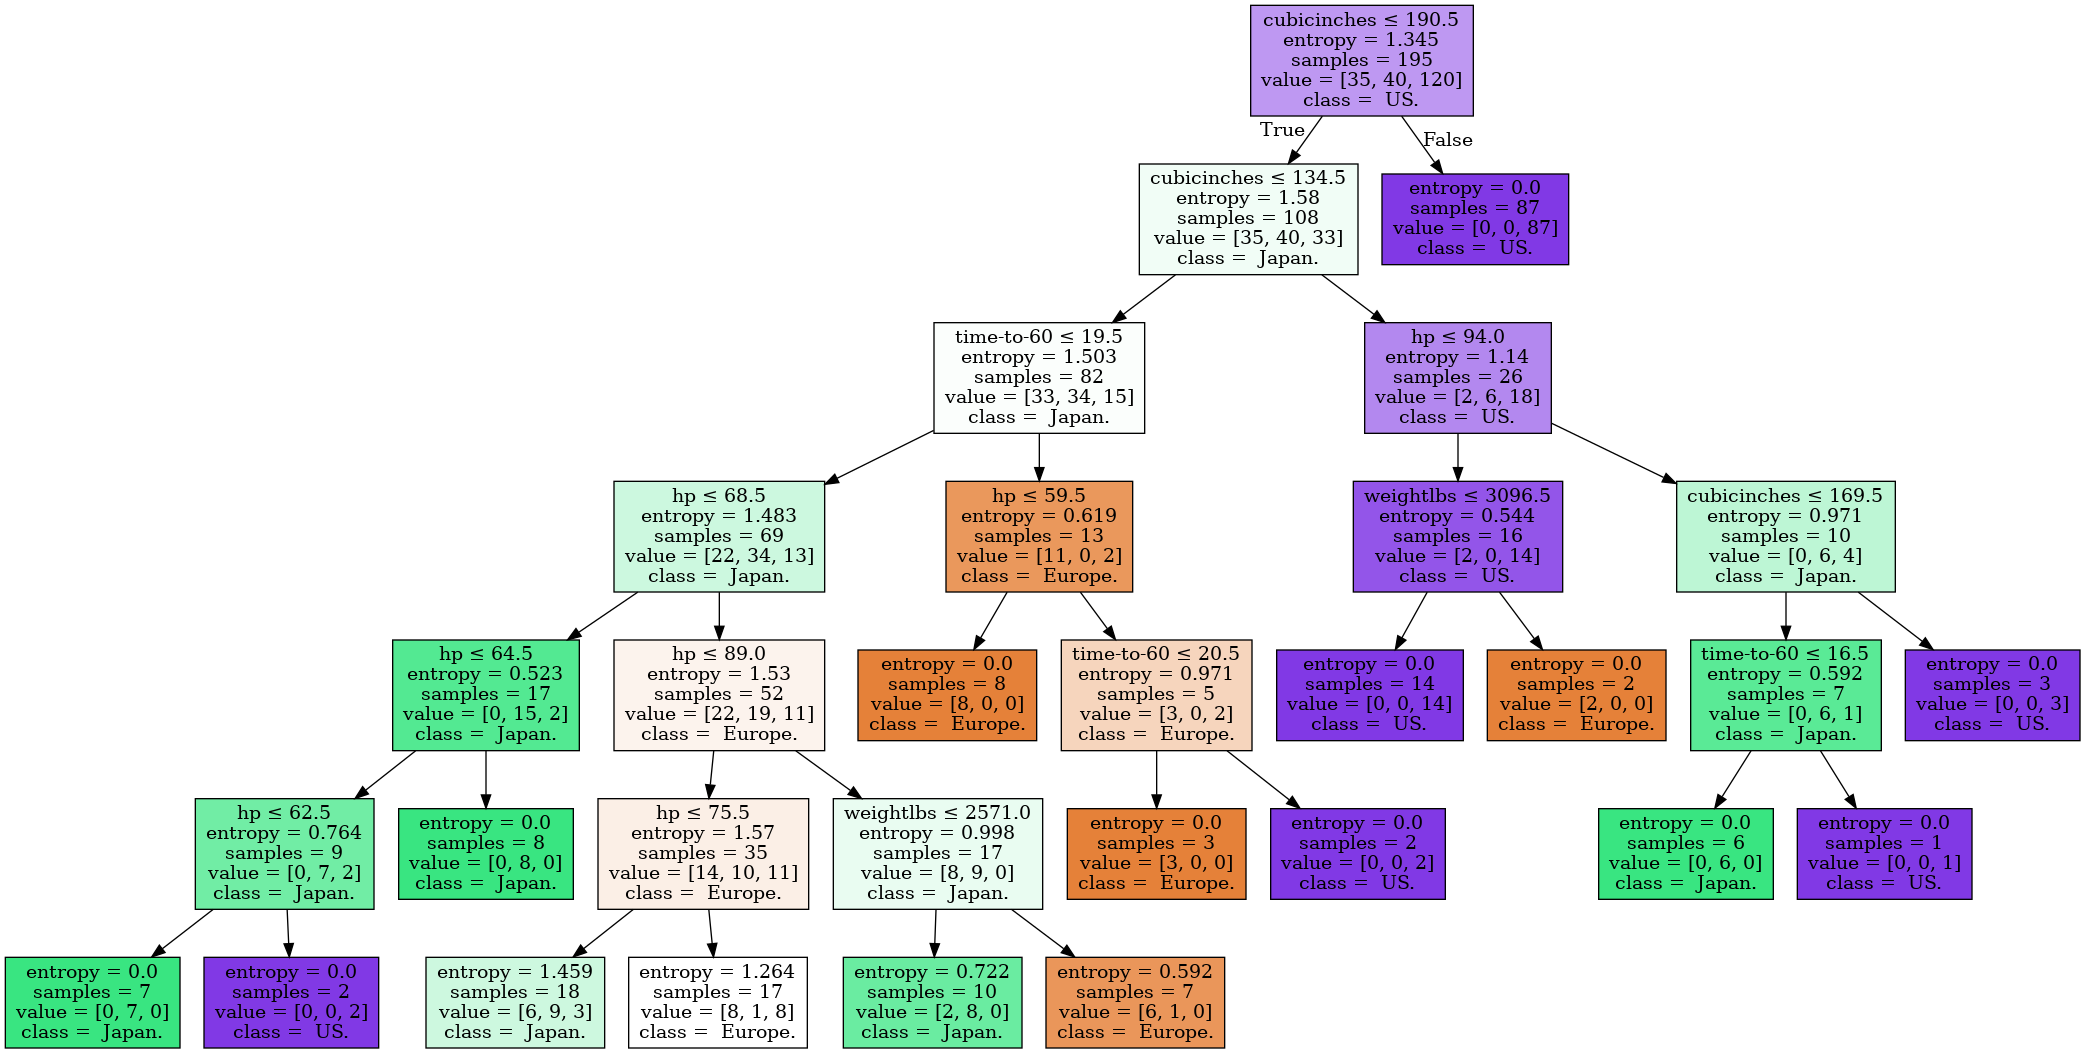 cubicinches ≤ 190.5
entropy = 1.345
samples = 195
value = [35, 40, 120]
class =  US.
True
False
cubicinches ≤ 134.5
entropy = 1.58
samples = 108
value = [35, 40, 33]
class =  Japan.
entropy = 0.0
samples = 87
value = [0, 0, 87]
class =  US.
time-to-60 ≤ 19.5
entropy = 1.503
samples = 82
value = [33, 34, 15]
class =  Japan.
hp ≤ 94.0
entropy = 1.14
samples = 26
value = [2, 6, 18]
class =  US.
hp ≤ 68.5
entropy = 1.483
samples = 69
value = [22, 34, 13]
class =  Japan.
hp ≤ 59.5
entropy = 0.619
samples = 13
value = [11, 0, 2]
class =  Europe.
weightlbs ≤ 3096.5
entropy = 0.544
samples = 16
value = [2, 0, 14]
class =  US.
cubicinches ≤ 169.5
entropy = 0.971
samples = 10
value = [0, 6, 4]
class =  Japan.
hp ≤ 64.5
entropy = 0.523
samples = 17
value = [0, 15, 2]
class =  Japan.
hp ≤ 89.0
entropy = 1.53
samples = 52
value = [22, 19, 11]
class =  Europe.
entropy = 0.0
samples = 8
value = [8, 0, 0]
class =  Europe.
time-to-60 ≤ 20.5
entropy = 0.971
samples = 5
value = [3, 0, 2]
class =  Europe.
entropy = 0.0
samples = 14
value = [0, 0, 14]
class =  US.
entropy = 0.0
samples = 2
value = [2, 0, 0]
class =  Europe.
time-to-60 ≤ 16.5
entropy = 0.592
samples = 7
value = [0, 6, 1]
class =  Japan.
entropy = 0.0
samples = 3
value = [0, 0, 3]
class =  US.
hp ≤ 62.5
entropy = 0.764
samples = 9
value = [0, 7, 2]
class =  Japan.
entropy = 0.0
samples = 8
value = [0, 8, 0]
class =  Japan.
hp ≤ 75.5
entropy = 1.57
samples = 35
value = [14, 10, 11]
class =  Europe.
weightlbs ≤ 2571.0
entropy = 0.998
samples = 17
value = [8, 9, 0]
class =  Japan.
entropy = 0.0
samples = 3
value = [3, 0, 0]
class =  Europe.
entropy = 0.0
samples = 2
value = [0, 0, 2]
class =  US.
entropy = 0.0
samples = 6
value = [0, 6, 0]
class =  Japan.
entropy = 0.0
samples = 1
value = [0, 0, 1]
class =  US.
entropy = 0.0
samples = 7
value = [0, 7, 0]
class =  Japan.
entropy = 0.0
samples = 2
value = [0, 0, 2]
class =  US.
entropy = 1.459
samples = 18
value = [6, 9, 3]
class =  Japan.
entropy = 1.264
samples = 17
value = [8, 1, 8]
class =  Europe.
entropy = 0.722
samples = 10
value = [2, 8, 0]
class =  Japan.
entropy = 0.592
samples = 7
value = [6, 1, 0]
class =  Europe.